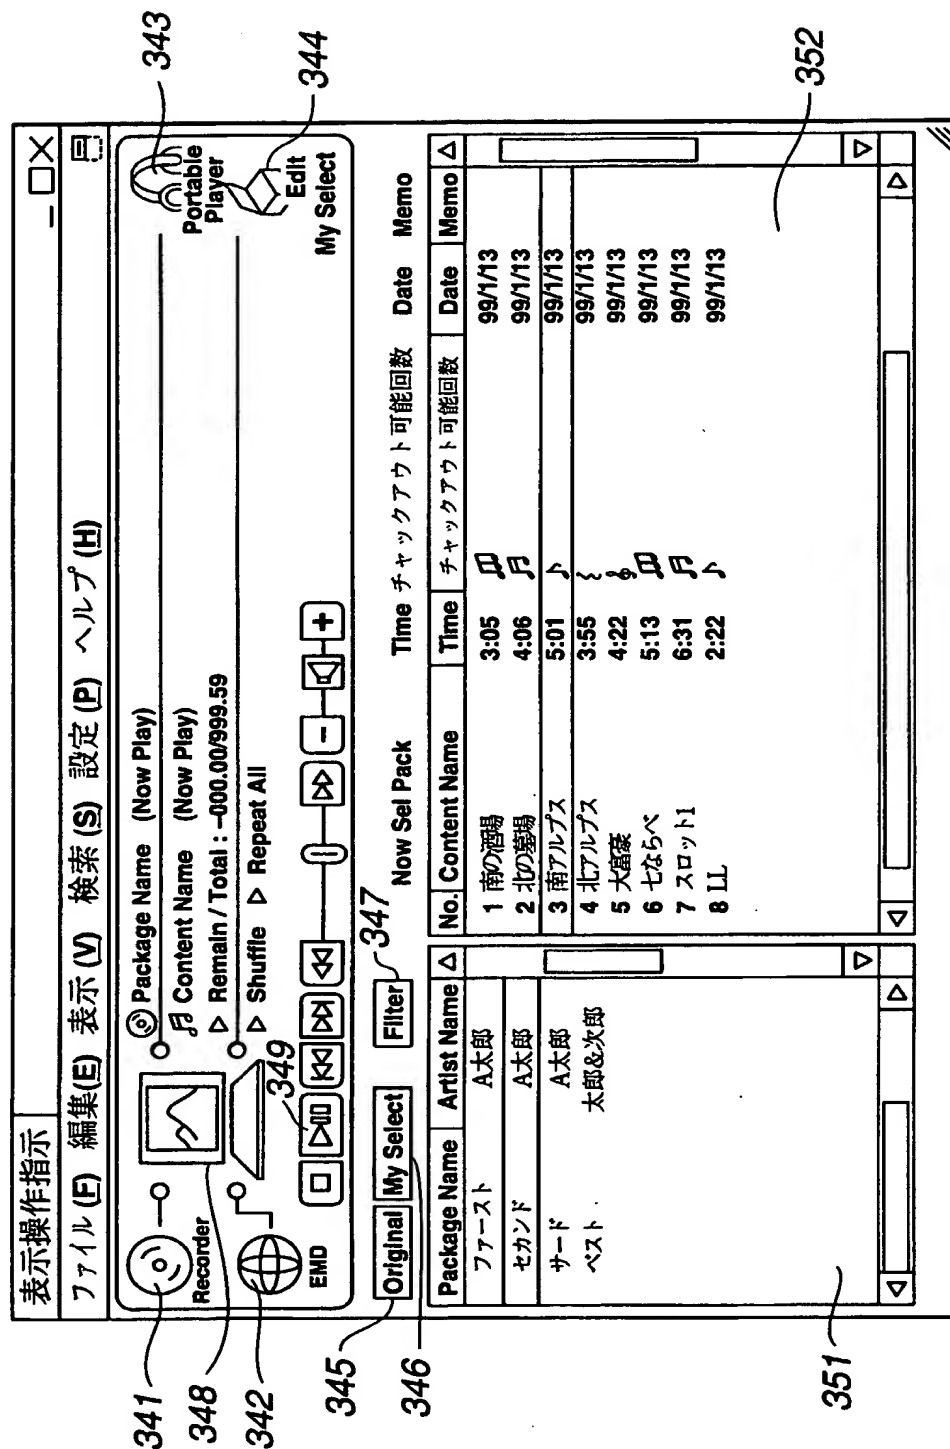 表示操作指示
ファイル (F) 編集(E) 表示 (V) 検索 (S) 設定 (P) ヘルプ (H)
341
348
342
345
346
351
343
344
352
347
349
Recorder
EMD
Package Name (Now Play)
Content Name (Now Play)
Remain / Total : –000.00/999.59
Shuffle Repeat All
Portable
Player
Edit
My Select
− +
Original My Select Filter
Now Sel Pack Time チャックアウト可能回数 Date Memo
Package Name Artist Name
ファースト A太郎
セカンド A太郎
サード A太郎
ベスト 太郎&次郎
No. Content Name Time チャックアウト可能回数 Date Memo
1 南の酒場 3:05 99/1/13
2 北の墓場 4:06 99/1/13
3 南アルプス 5:01 99/1/13
4 北アルプス 3:55 99/1/13
5 大富豪 4:22 99/1/13
6 七ならべ 5:13 99/1/13
7 スロット1 6:31 99/1/13
8 LL 2:22 99/1/13